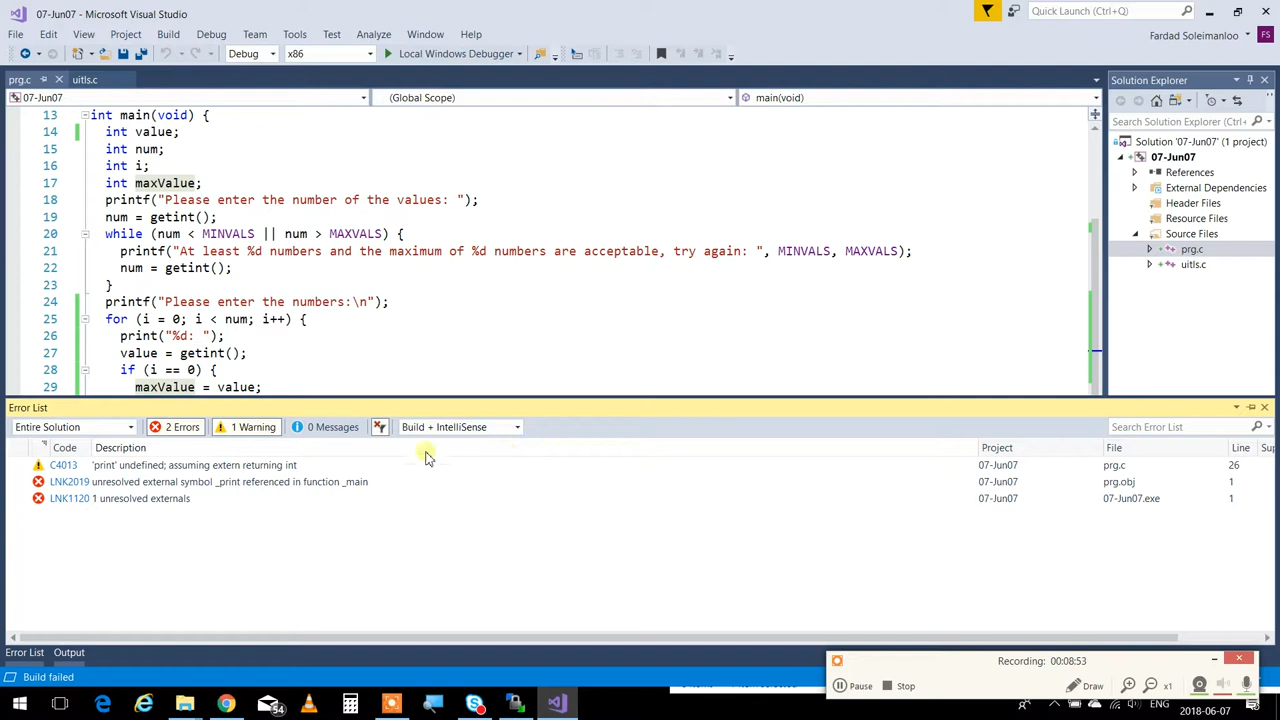 07-Jun07 - Microsoft Visual Studio
Quick Launch (Ctrl+Q)
File Edit View Project Build Debug Team Tools Test Analyze Window Help
Fardad Soleimanloo FS
Debug x86 Local Windows Debugger
prg.c uitls.c
07-Jun07 (Global Scope) main(void)
13 int main(void) {
14 int value;
15 int num;
16 int i;
17 int maxValue;
18 printf("Please enter the number of the values: ");
19 num = getint();
20 while (num < MINVALS || num > MAXVALS) {
21 printf("At least %d numbers and the maximum of %d numbers are acceptable, try again: ", MINVALS, MAXVALS);
22 num = getint();
23 }
24 printf("Please enter the numbers:\n");
25 for (i = 0; i < num; i++) {
26 print("%d: ");
27 value = getint();
28 if (i == 0) {
29 maxValue = value;
Solution Explorer
Search Solution Explorer (Ctrl+
Solution '07-Jun07' (1 project)
07-Jun07
References
External Dependencies
Header Files
Resource Files
Source Files
prg.c
uitls.c
Error List
Entire Solution 2 Errors 1 Warning 0 Messages Build + IntelliSense Search Error List
Code Description Project File Line Sup
C4013 'print' undefined; assuming extern returning int 07-Jun07 prg.c 26
LNK2019 unresolved external symbol _print referenced in function _main 07-Jun07 prg.obj 1
LNK1120 1 unresolved externals 07-Jun07 07-Jun07.exe 1
Error List Output
Build failed
Recording: 00:08:53
Pause Stop Draw x1
54
ENG 2018-06-07